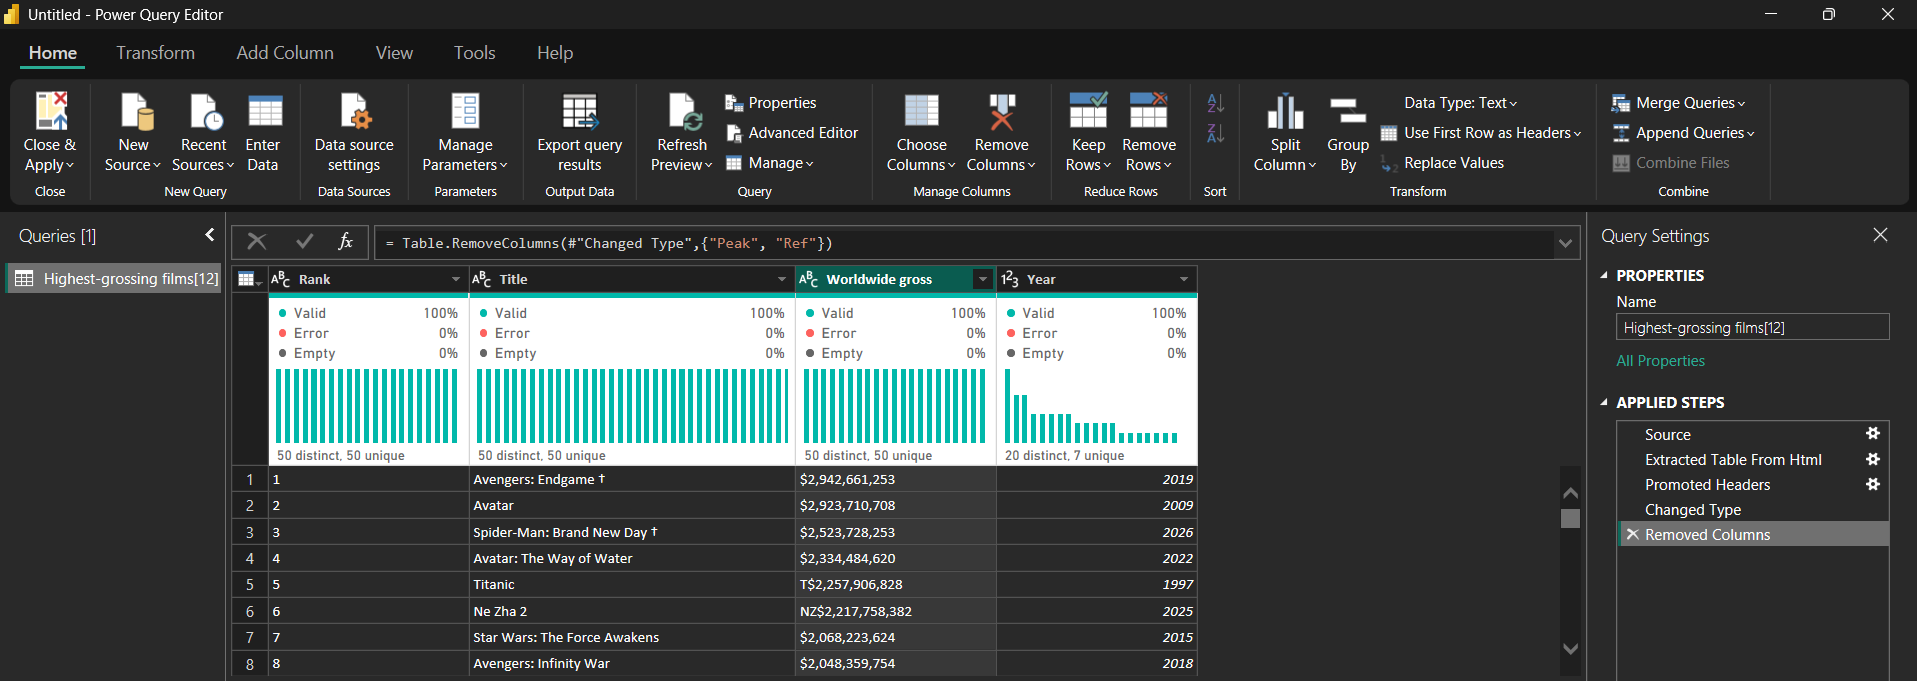 Untitled - Power Query Editor
Home Transform Add Column View Tools Help
Close & Apply
Close
New Source
Recent Sources
Enter Data
New Query
Data source settings
Data Sources
Manage Parameters
Parameters
Export query results
Output Data
Refresh Preview
Properties
Advanced Editor
Manage
Query
Choose Columns
Remove Columns
Manage Columns
Keep Rows
Remove Rows
Reduce Rows
Sort
Split Column
Group By
Data Type: Text
Use First Row as Headers
Replace Values
Transform
Merge Queries
Append Queries
Combine Files
Combine
Queries [1]
Highest-grossing films[12]
fx
= Table.RemoveColumns(#"Changed Type",{"Peak", "Ref"})
ABC Rank ABC Title ABC Worldwide gross 123 Year
Valid 100% Valid 100% Valid 100% Valid 100%
Error 0% Error 0% Error 0% Error 0%
Empty 0% Empty 0% Empty 0% Empty 0%
50 distinct, 50 unique 50 distinct, 50 unique 50 distinct, 50 unique 20 distinct, 7 unique
1 1 Avengers: Endgame † $2,942,661,253 2019
2 2 Avatar $2,923,710,708 2009
3 3 Spider-Man: Brand New Day † $2,523,728,253 2026
4 4 Avatar: The Way of Water $2,334,484,620 2022
5 5 Titanic T$2,257,906,828 1997
6 6 Ne Zha 2 NZ$2,217,758,382 2025
7 7 Star Wars: The Force Awakens $2,068,223,624 2015
8 8 Avengers: Infinity War $2,048,359,754 2018
Query Settings
PROPERTIES
Name
Highest-grossing films[12]
All Properties
APPLIED STEPS
Source
Extracted Table From Html
Promoted Headers
Changed Type
Removed Columns